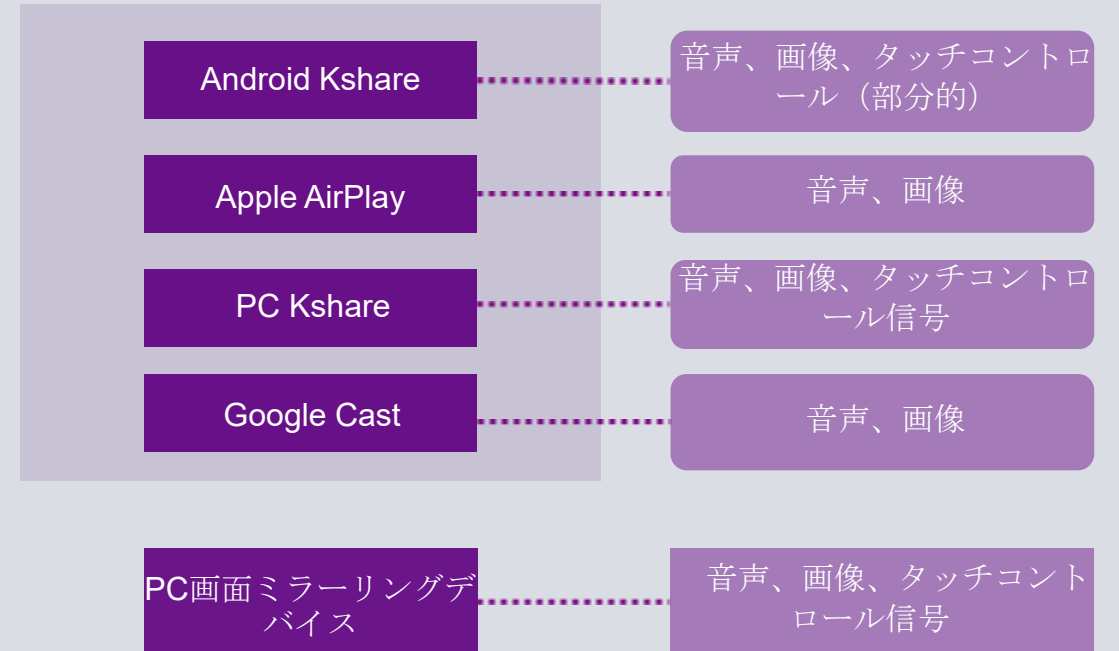 Android Kshare
音声、画像、タッチコントロ
ール（部分的）
Apple AirPlay
音声、画像
PC Kshare
音声、画像、タッチコントロ
ール信号
Google Cast
音声、画像
PC画面ミラーリングデ
バイス
音声、画像、タッチコント
ロール信号